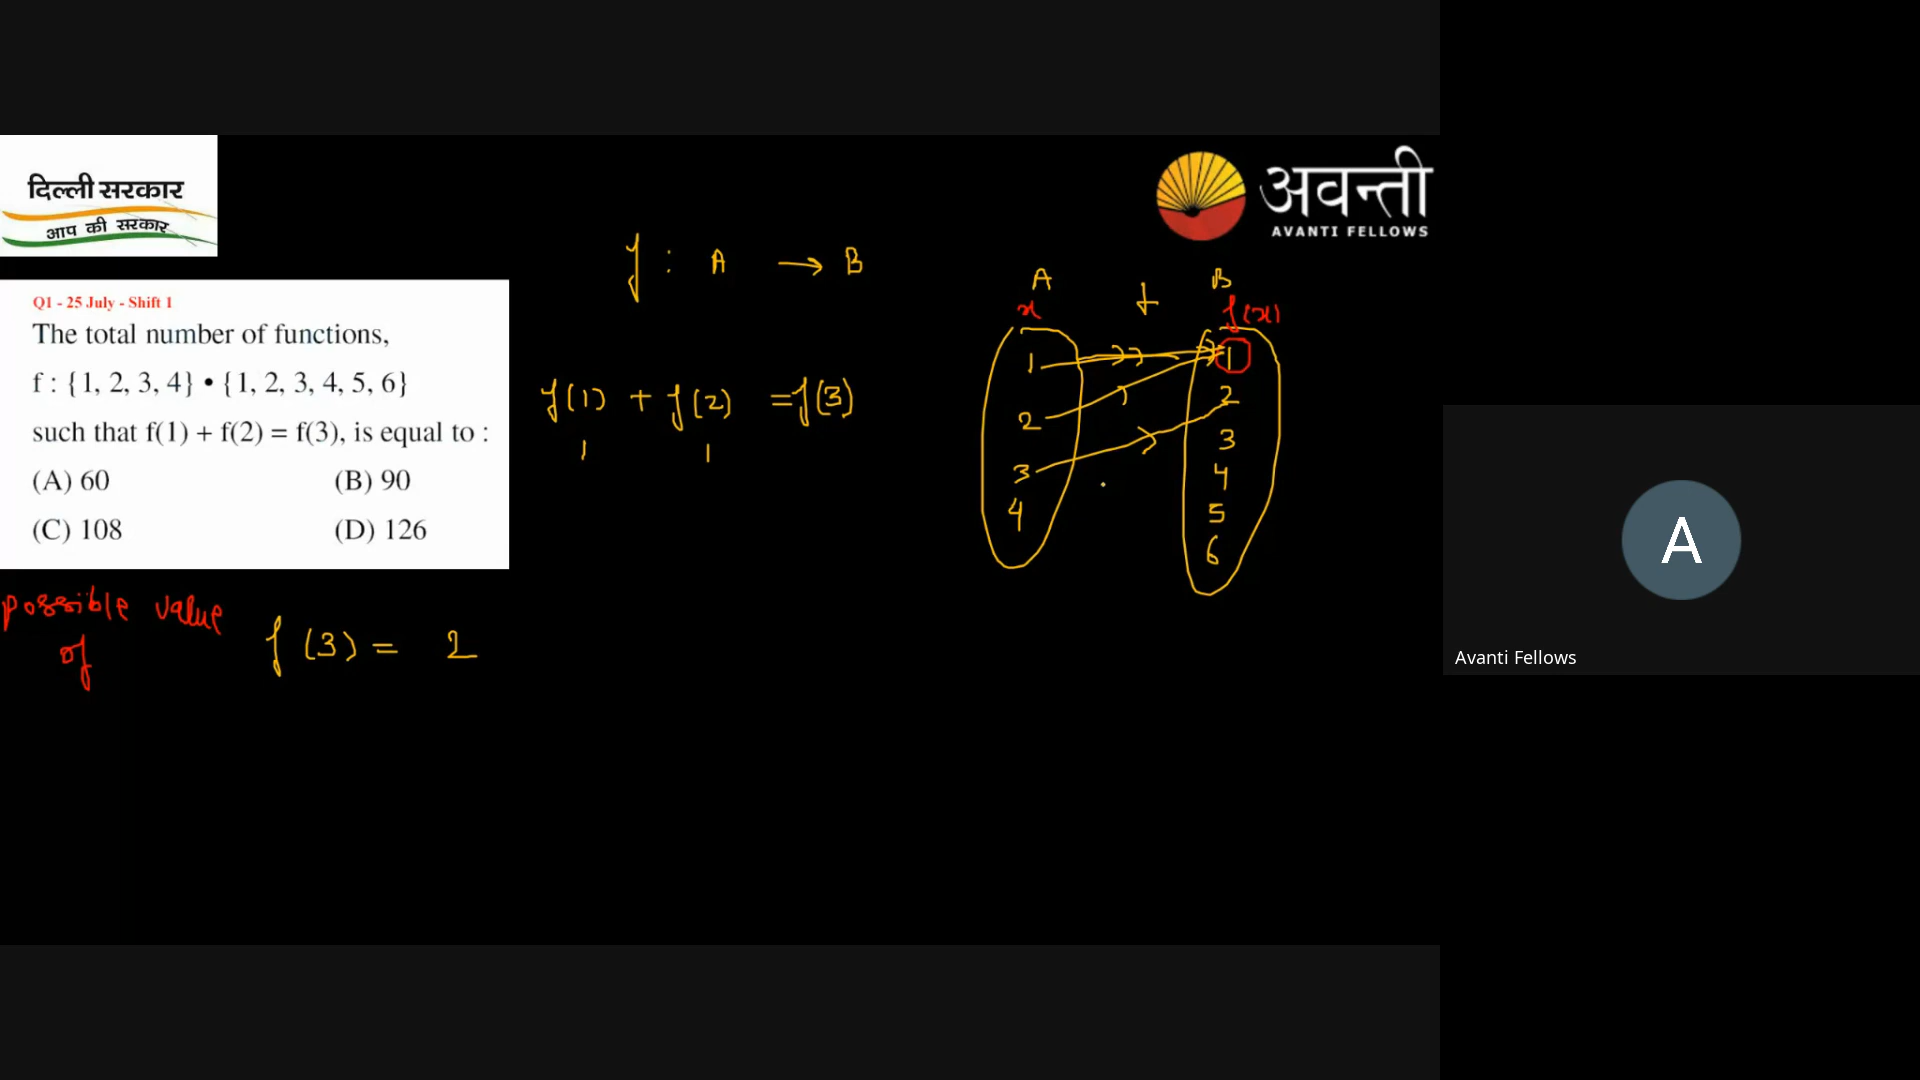 दिल्ली सरकार
आप की सरकार
अवन्ती
AVANTI FELLOWS
f : A → B
Q1 - 25 July - Shift 1
The total number of functions,
f : {1, 2, 3, 4} • {1, 2, 3, 4, 5, 6}
such that f(1) + f(2) = f(3), is equal to :
(A) 60 (B) 90
(C) 108 (D) 126
f(1) + f(2) = f(3)
1 1
A f B
x f(x)
1 1
2 2
3 3
4 4
5
6
possible value
of f(3) = 2
A
Avanti Fellows